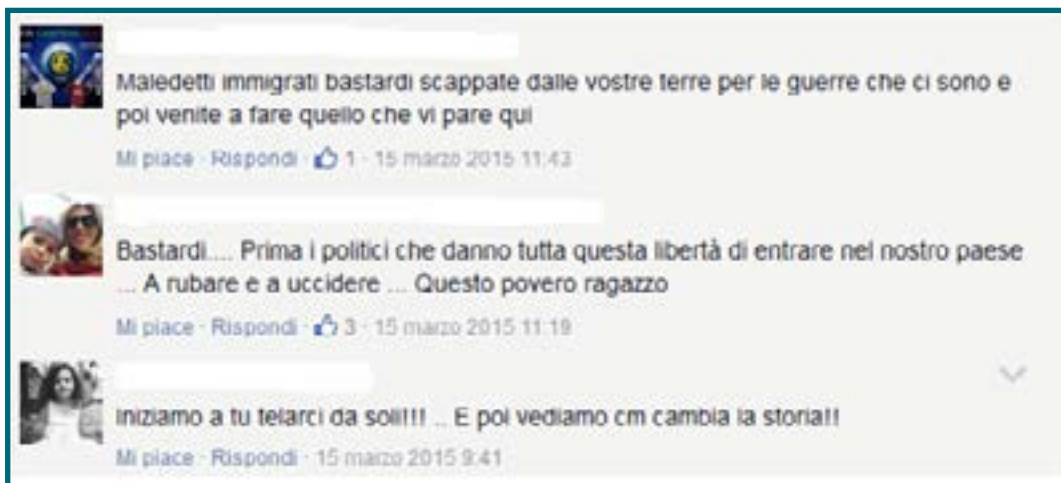 Maledetti immigrati bastardi scappate dalle vostre terre per le guerre che ci sono e
poi venite a fare quello che vi pare qui
Mi piace · Rispondi · 1 · 15 marzo 2015 11:43
Bastardi.... Prima i politici che danno tutta questa libertà di entrare nel nostro paese
... A rubare e a uccidere ... Questo povero ragazzo
Mi piace · Rispondi · 3 · 15 marzo 2015 11:19
Iniziamo a tu telarci da soli!!! .. E poi vediamo cm cambia la storia!!
Mi piace · Rispondi · 15 marzo 2015 9:41